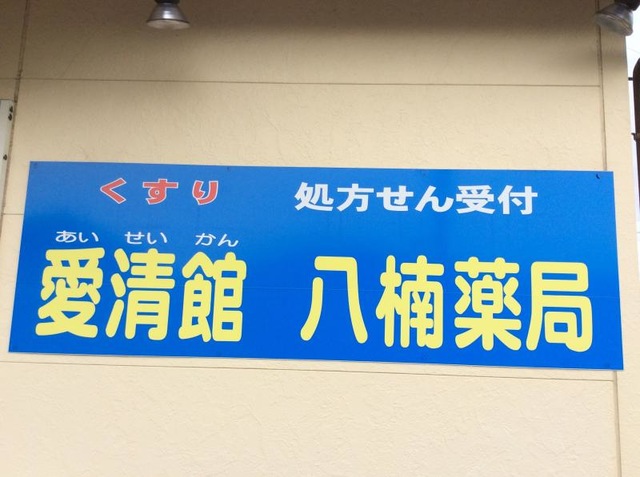 くすり 処方せん受付
あい せい かん
愛清館 八楠薬局